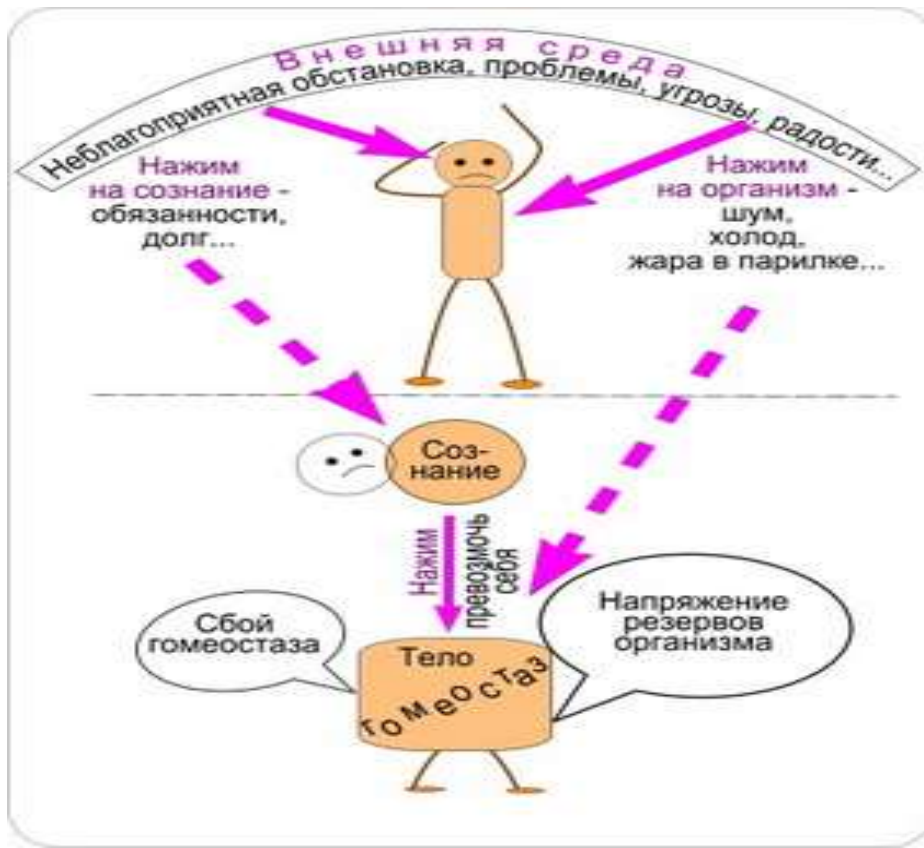 Внешняя среда
Неблагоприятная обстановка, проблемы, угрозы, радости...
Нажим
на сознание -
обязанности,
долг...
Нажим
на организм -
шум,
холод,
жара в парилке...
Соз-
нание
Нажим
превозмочь
себя
Сбой
гомеостаза
Напряжение
резервов
организма
Тело
гомеостаз